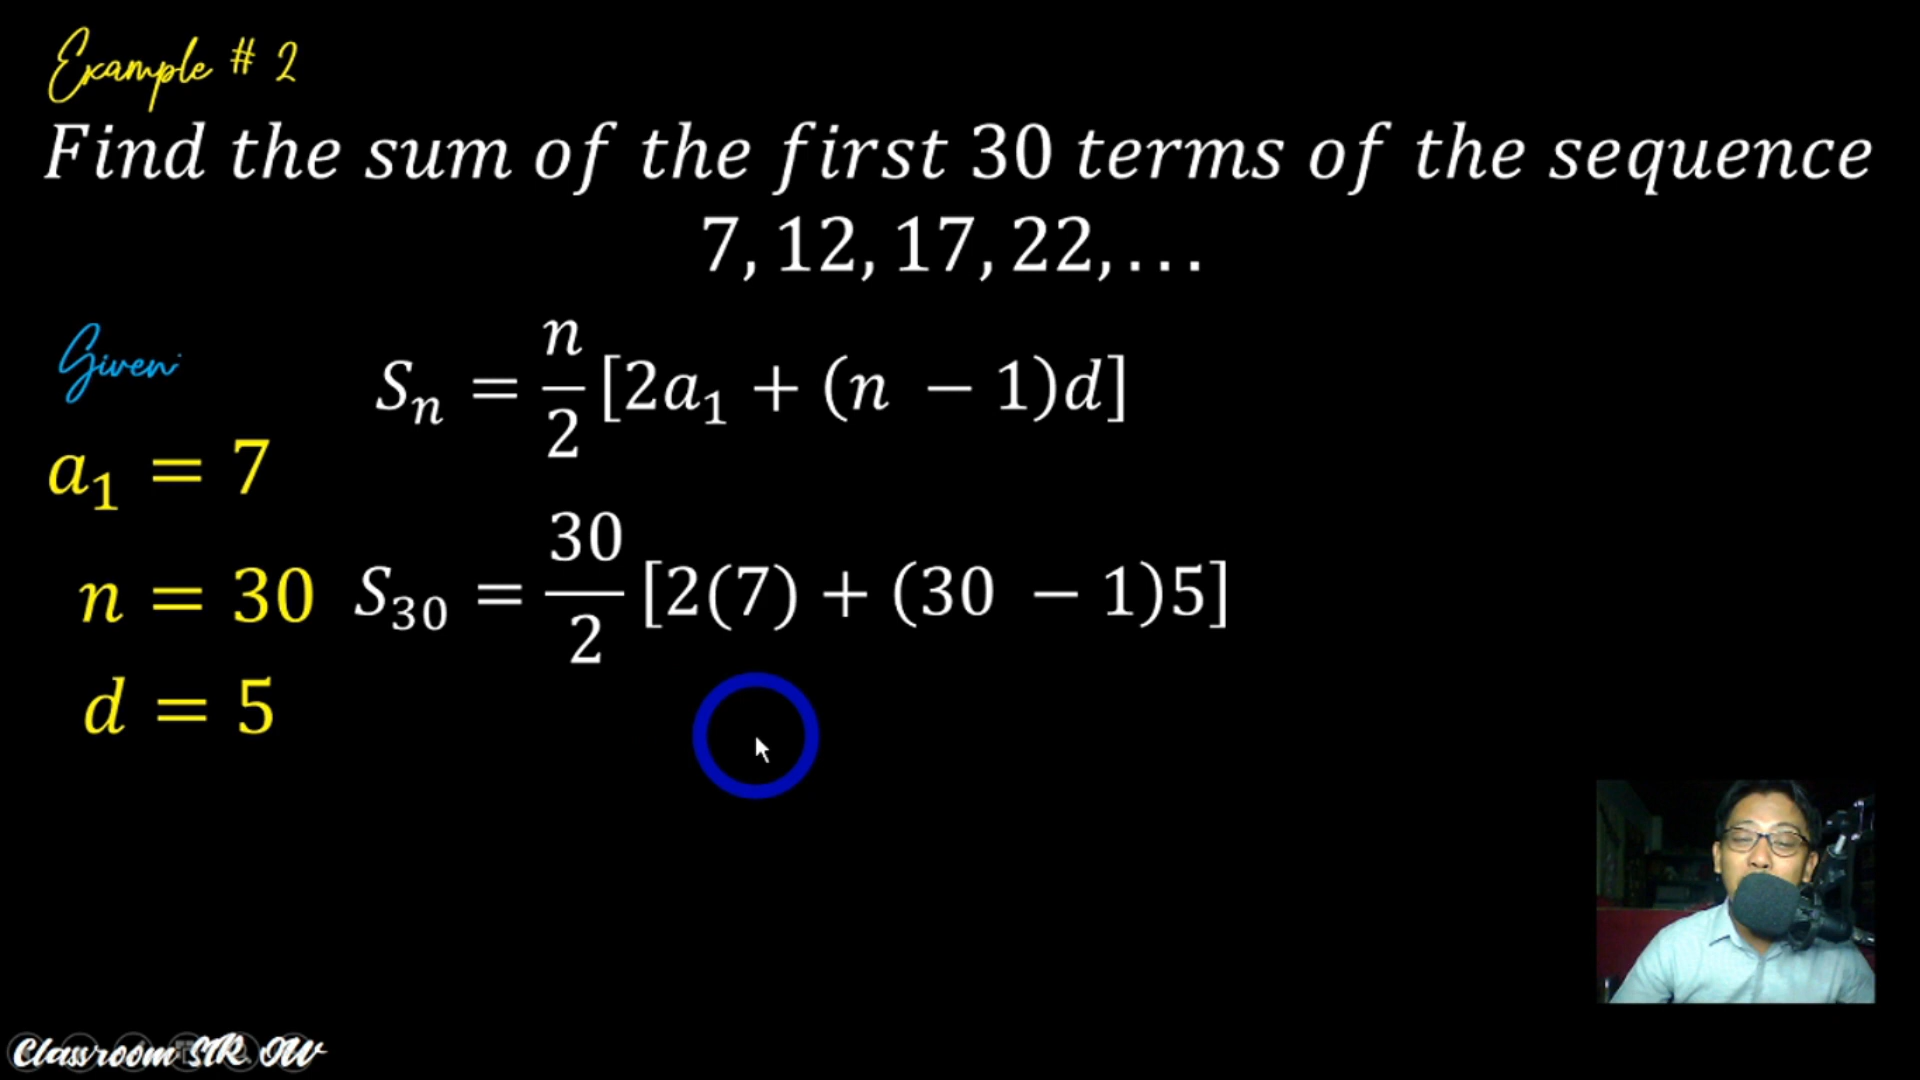 Example # 2
Find the sum of the first 30 terms of the sequence
7, 12, 17, 22, ...
Given:
Sₙ = n/2 [2a₁ + (n − 1)d]
a₁ = 7
n = 30
S₃₀ = 30/2 [2(7) + (30 − 1)5]
d = 5
Classroom SIR OW